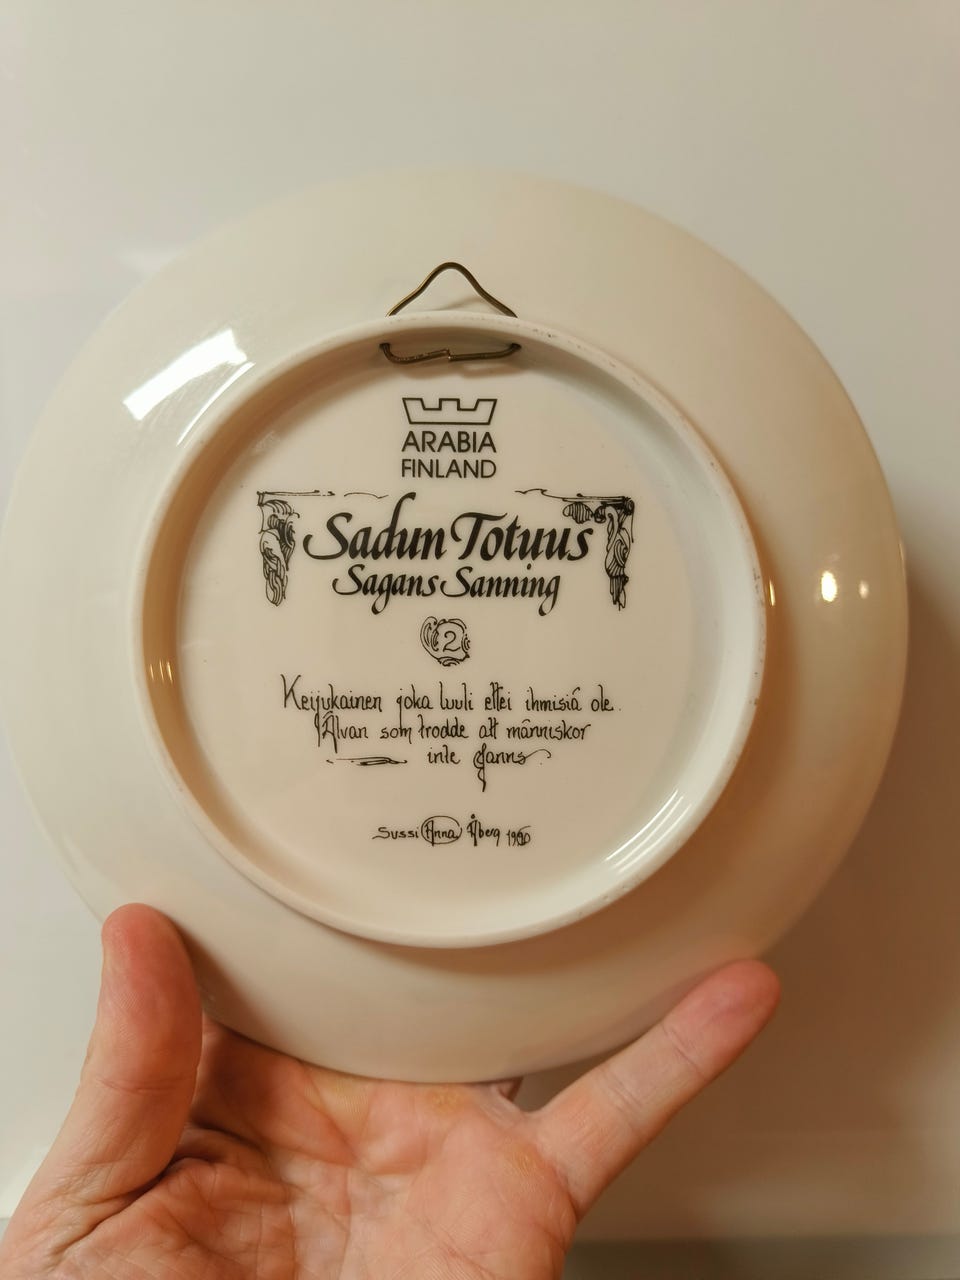 ARABIA
FINLAND
Sadun Totuus
Sagans Sanning
2
Keijukainen joka luuli ettei ihmisiä ole.
Älvan som trodde att människor
inte fanns
Sussi Anna Åberg 1990